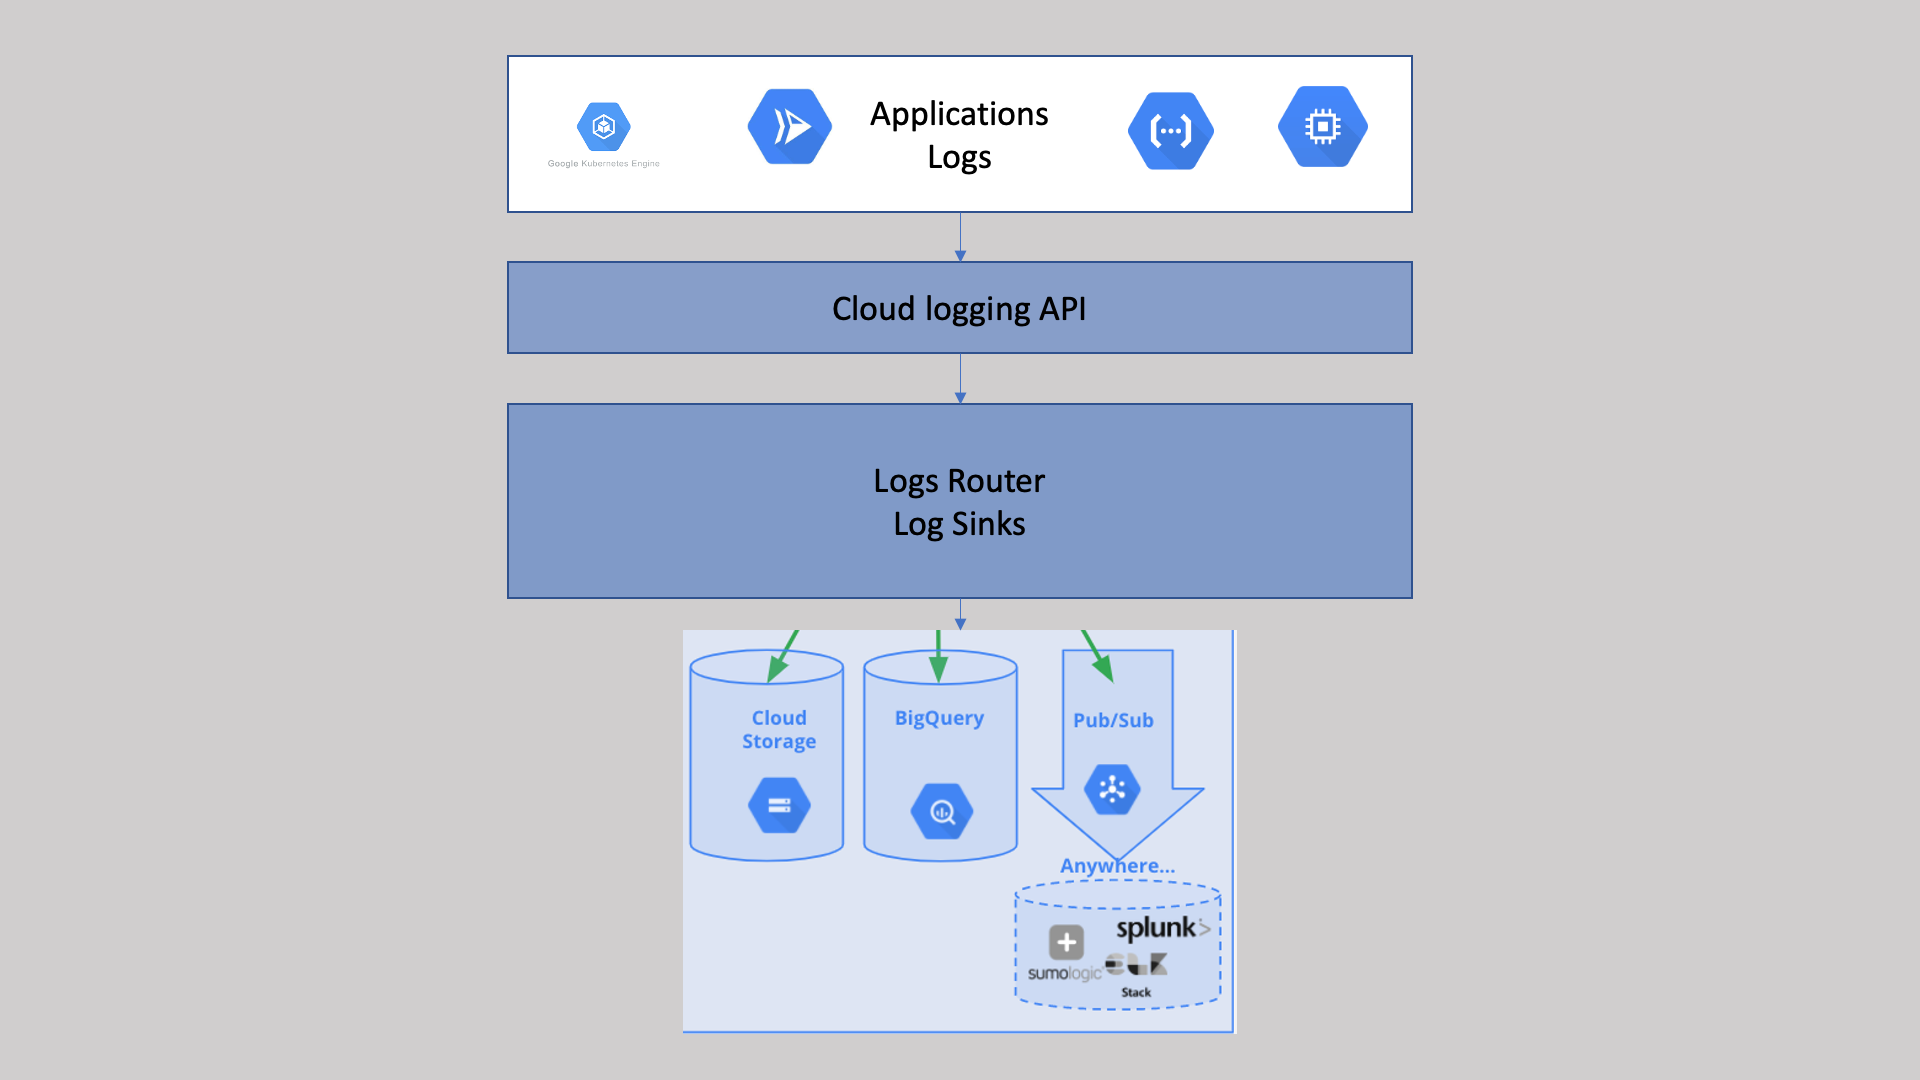 Google Kubernetes Engine
Applications
Logs
Cloud logging API
Logs Router
Log Sinks
Cloud
Storage
BigQuery
Pub/Sub
Anywhere...
splunk>
sumologic
ELK
Stack